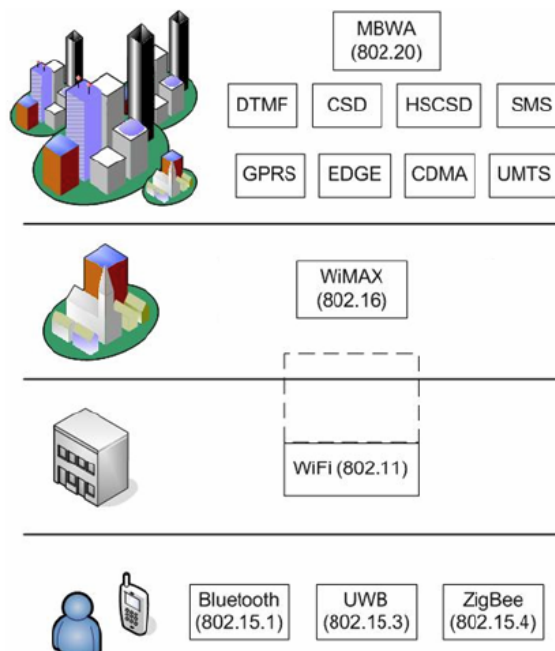 MBWA
(802.20)
DTMF CSD HSCSD SMS
GPRS EDGE CDMA UMTS
WiMAX
(802.16)
WiFi (802.11)
Bluetooth
(802.15.1)
UWB
(802.15.3)
ZigBee
(802.15.4)